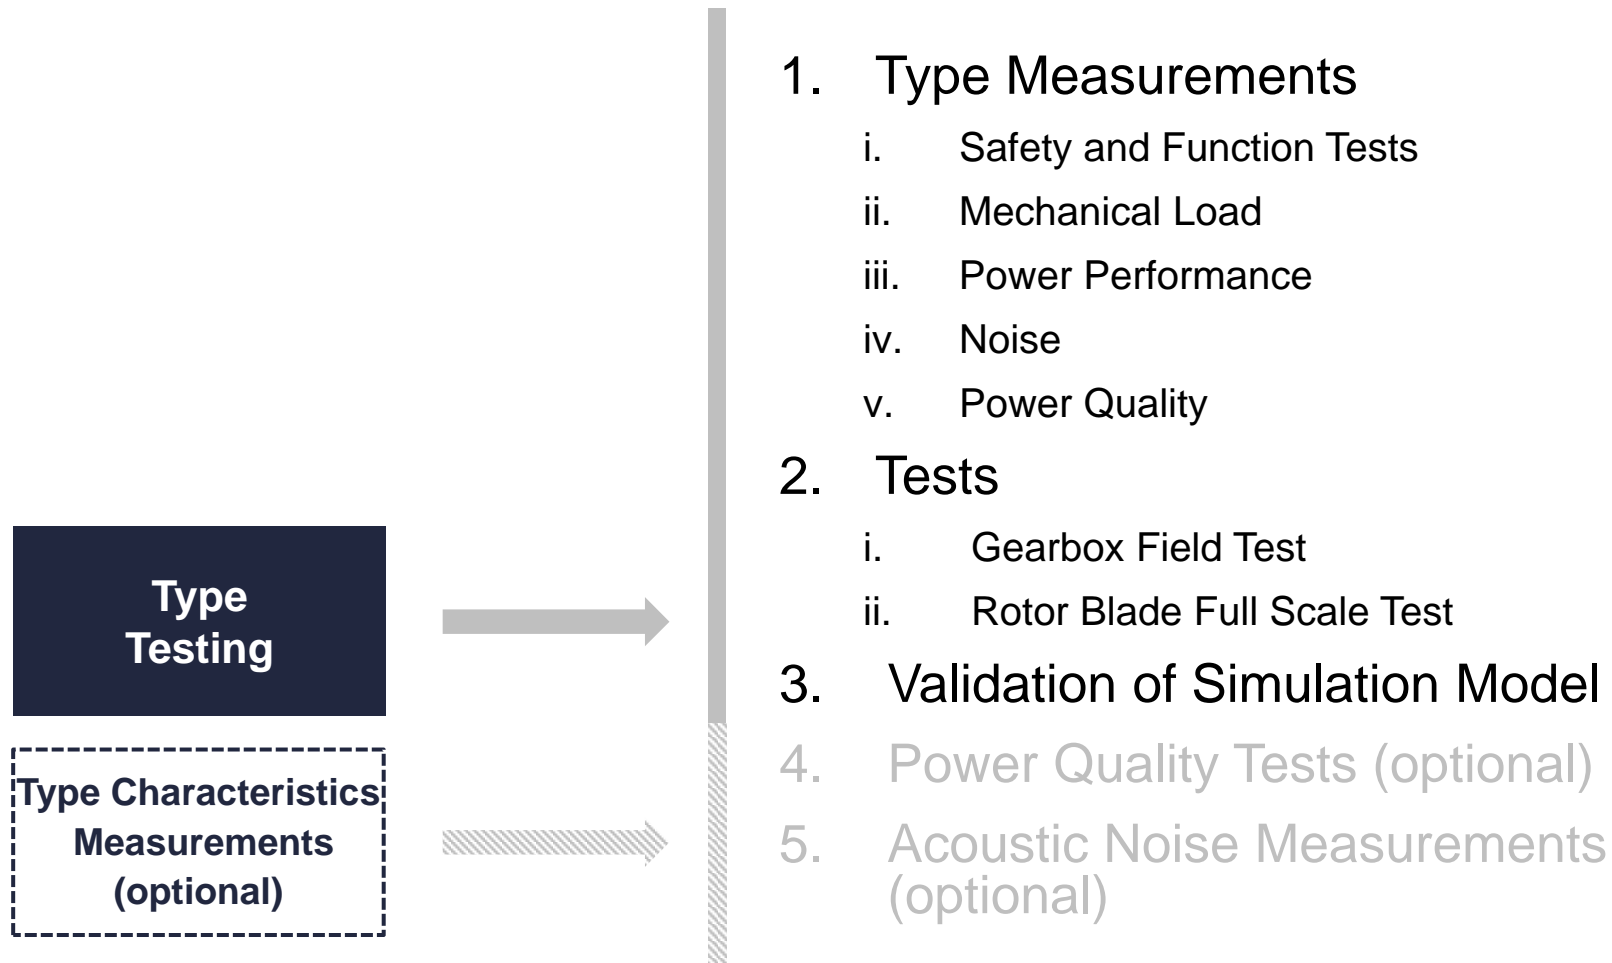 1. Type Measurements
i. Safety and Function Tests
ii. Mechanical Load
iii. Power Performance
iv. Noise
v. Power Quality
2. Tests
i. Gearbox Field Test
ii. Rotor Blade Full Scale Test
3. Validation of Simulation Model
4. Power Quality Tests (optional)
5. Acoustic Noise Measurements
(optional)
Type
Testing
Type Characteristics
Measurements
(optional)